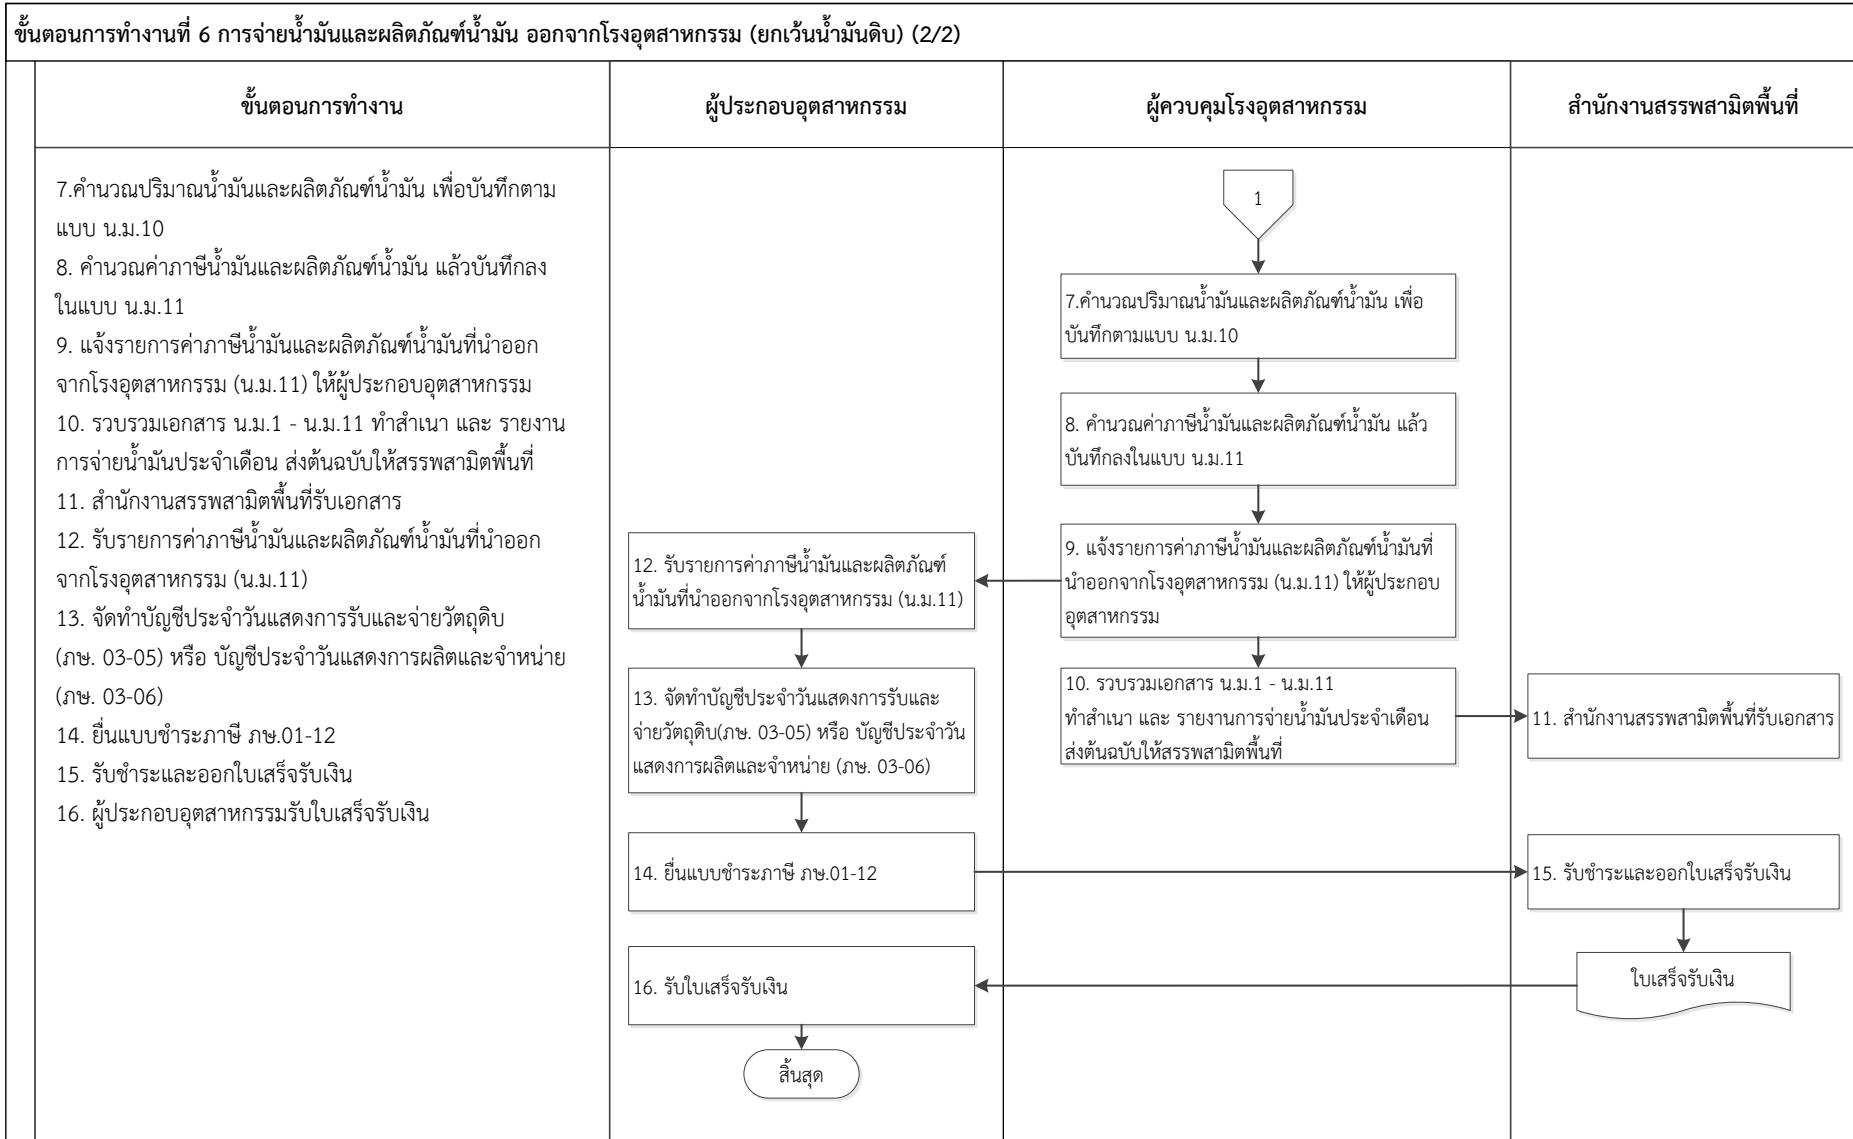 ขั้นตอนการทำงานที่ 6 การจ่ายน้ำมันและผลิตภัณฑ์น้ำมัน ออกจากโรงอุตสาหกรรม (ยกเว้นน้ำมันดิบ) (2/2)
ขั้นตอนการทำงาน
ผู้ประกอบอุตสาหกรรม
ผู้ควบคุมโรงอุตสาหกรรม
สำนักงานสรรพสามิตพื้นที่
7.คำนวณปริมาณน้ำมันและผลิตภัณฑ์น้ำมัน เพื่อบันทึกตาม
แบบ น.ม.10
8. คำนวณค่าภาษีน้ำมันและผลิตภัณฑ์น้ำมัน แล้วบันทึกลง
ในแบบ น.ม.11
9. แจ้งรายการค่าภาษีน้ำมันและผลิตภัณฑ์น้ำมันที่นำออก
จากโรงอุตสาหกรรม (น.ม.11) ให้ผู้ประกอบอุตสาหกรรม
10. รวบรวมเอกสาร น.ม.1 - น.ม.11 ทำสำเนา และ รายงาน
การจ่ายน้ำมันประจำเดือน ส่งต้นฉบับให้สรรพสามิตพื้นที่
11. สำนักงานสรรพสามิตพื้นที่รับเอกสาร
12. รับรายการค่าภาษีน้ำมันและผลิตภัณฑ์น้ำมันที่นำออก
จากโรงอุตสาหกรรม (น.ม.11)
13. จัดทำบัญชีประจำวันแสดงการรับและจ่ายวัตถุดิบ
(ภษ. 03-05) หรือ บัญชีประจำวันแสดงการผลิตและจำหน่าย
(ภษ. 03-06)
14. ยื่นแบบชำระภาษี ภษ.01-12
15. รับชำระและออกใบเสร็จรับเงิน
16. ผู้ประกอบอุตสาหกรรมรับใบเสร็จรับเงิน
1
7.คำนวณปริมาณน้ำมันและผลิตภัณฑ์น้ำมัน เพื่อ
บันทึกตามแบบ น.ม.10
8. คำนวณค่าภาษีน้ำมันและผลิตภัณฑ์น้ำมัน แล้ว
บันทึกลงในแบบ น.ม.11
9. แจ้งรายการค่าภาษีน้ำมันและผลิตภัณฑ์น้ำมันที่
นำออกจากโรงอุตสาหกรรม (น.ม.11) ให้ผู้ประกอบ
อุตสาหกรรม
12. รับรายการค่าภาษีน้ำมันและผลิตภัณฑ์
น้ำมันที่นำออกจากโรงอุตสาหกรรม (น.ม.11)
10. รวบรวมเอกสาร น.ม.1 - น.ม.11
ทำสำเนา และ รายงานการจ่ายน้ำมันประจำเดือน
ส่งต้นฉบับให้สรรพสามิตพื้นที่
11. สำนักงานสรรพสามิตพื้นที่รับเอกสาร
13. จัดทำบัญชีประจำวันแสดงการรับและ
จ่ายวัตถุดิบ(ภษ. 03-05) หรือ บัญชีประจำวัน
แสดงการผลิตและจำหน่าย (ภษ. 03-06)
14. ยื่นแบบชำระภาษี ภษ.01-12
15. รับชำระและออกใบเสร็จรับเงิน
ใบเสร็จรับเงิน
16. รับใบเสร็จรับเงิน
สิ้นสุด